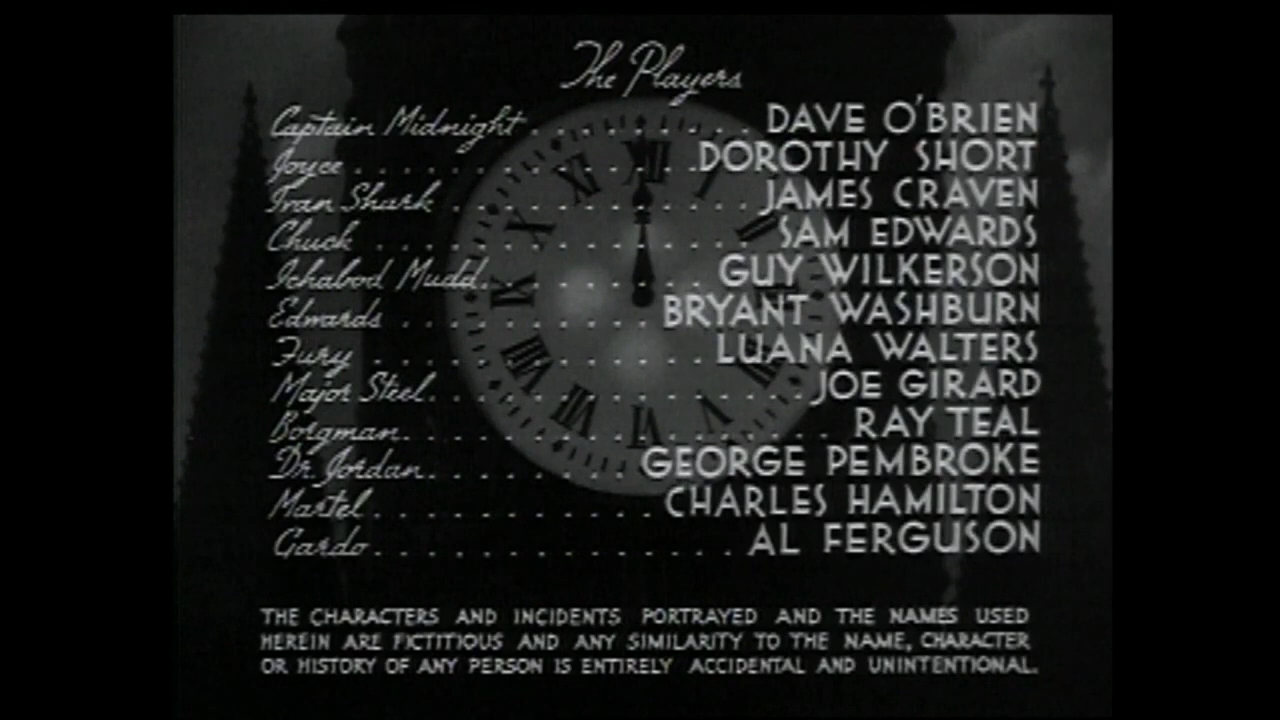 The Players
Captain Midnight . . . . . . . . . DAVE O'BRIEN
Joyce . . . . . . . . . . . . . . DOROTHY SHORT
Ivan Shark . . . . . . . . . . . . JAMES CRAVEN
Chuck . . . . . . . . . . . . . . . SAM EDWARDS
Ichabod Mudd . . . . . . . . . GUY WILKERSON
Edwards . . . . . . . . . . . BRYANT WASHBURN
Fury . . . . . . . . . . . . . . LUANA WALTERS
Major Steel . . . . . . . . . . . . . . . JOE GIRARD
Borgman . . . . . . . . . . . . . . . . . RAY TEAL
Dr. Jordan . . . . . . . . . GEORGE PEMBROKE
Martel . . . . . . . . . . . . CHARLES HAMILTON
Gardo . . . . . . . . . . . . . . . AL FERGUSON
THE CHARACTERS AND INCIDENTS PORTRAYED AND THE NAMES USED
HEREIN ARE FICTITIOUS AND ANY SIMILARITY TO THE NAME, CHARACTER
OR HISTORY OF ANY PERSON IS ENTIRELY ACCIDENTAL AND UNINTENTIONAL.